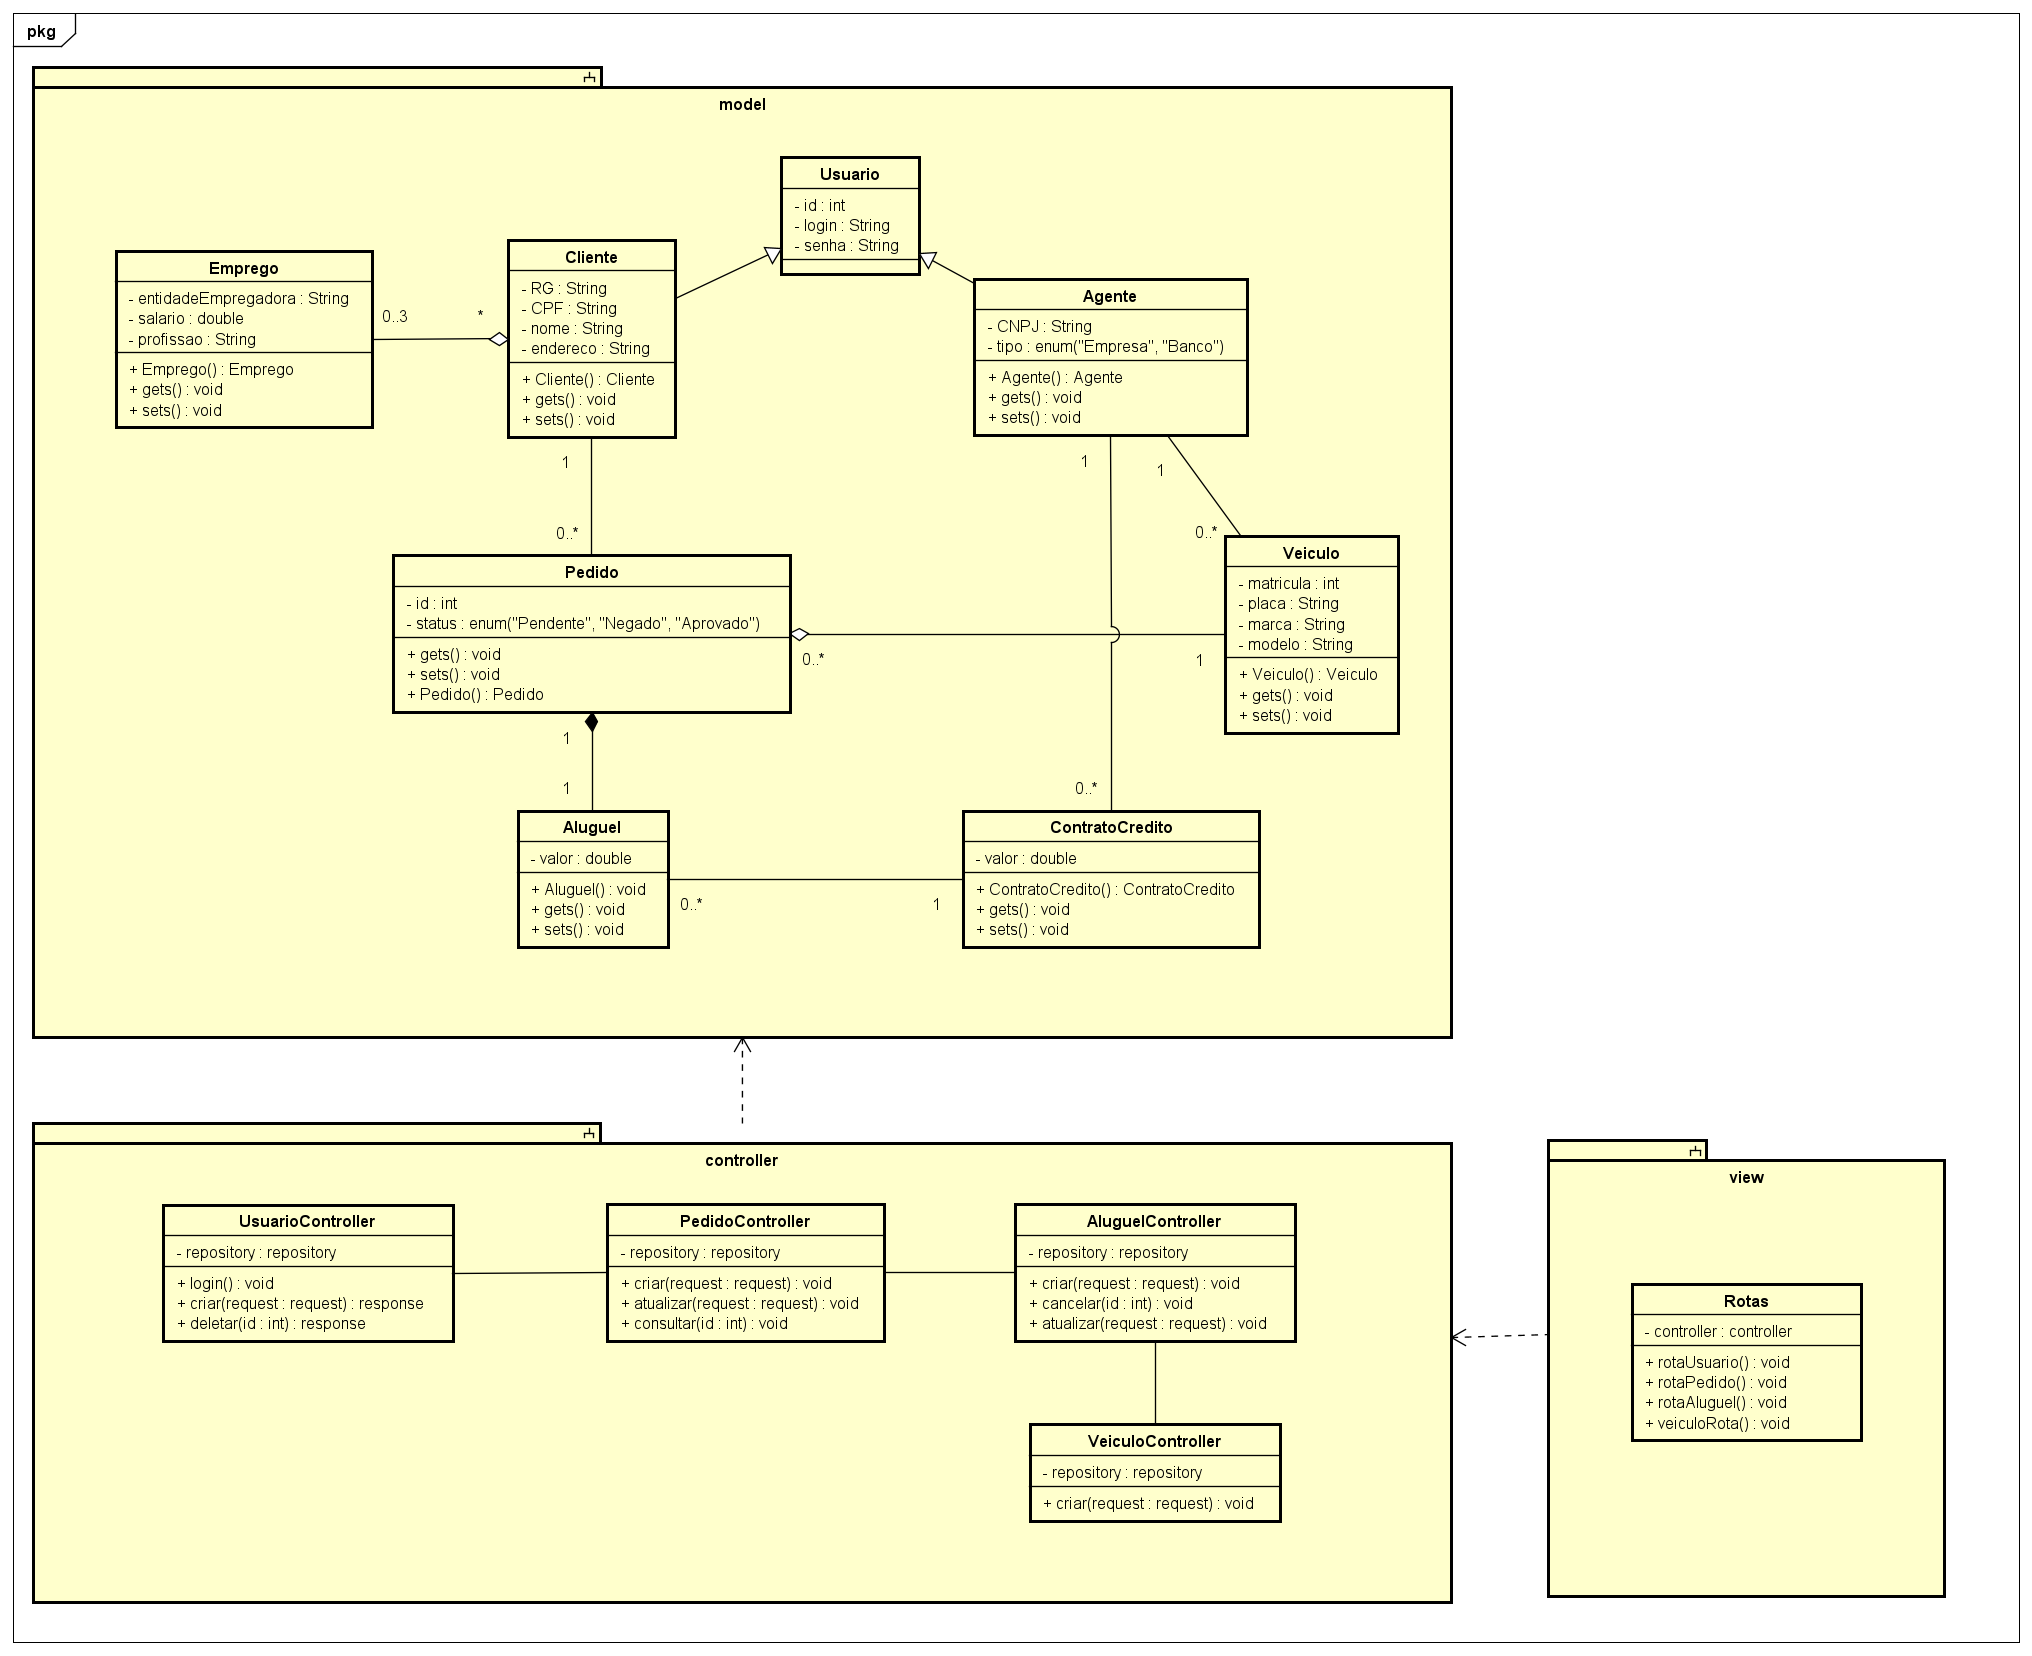 pkg
model
Usuario
- id : int
- login : String
- senha : String
Emprego
- entidadeEmpregadora : String
- salario : double
- profissao : String
+ Emprego() : Emprego
+ gets() : void
+ sets() : void
0..3
*
Cliente
- RG : String
- CPF : String
- nome : String
- endereco : String
+ Cliente() : Cliente
+ gets() : void
+ sets() : void
Agente
- CNPJ : String
- tipo : enum("Empresa", "Banco")
+ Agente() : Agente
+ gets() : void
+ sets() : void
1
0..*
1
1
0..*
Pedido
- id : int
- status : enum("Pendente", "Negado", "Aprovado")
+ gets() : void
+ sets() : void
+ Pedido() : Pedido
0..*
1
Veiculo
- matricula : int
- placa : String
- marca : String
- modelo : String
+ Veiculo() : Veiculo
+ gets() : void
+ sets() : void
1
1
0..*
Aluguel
- valor : double
+ Aluguel() : void
+ gets() : void
+ sets() : void
0..*
1
ContratoCredito
- valor : double
+ ContratoCredito() : ContratoCredito
+ gets() : void
+ sets() : void
controller
UsuarioController
- repository : repository
+ login() : void
+ criar(request : request) : response
+ deletar(id : int) : response
PedidoController
- repository : repository
+ criar(request : request) : void
+ atualizar(request : request) : void
+ consultar(id : int) : void
AluguelController
- repository : repository
+ criar(request : request) : void
+ cancelar(id : int) : void
+ atualizar(request : request) : void
VeiculoController
- repository : repository
+ criar(request : request) : void
view
Rotas
- controller : controller
+ rotaUsuario() : void
+ rotaPedido() : void
+ rotaAluguel() : void
+ veiculoRota() : void